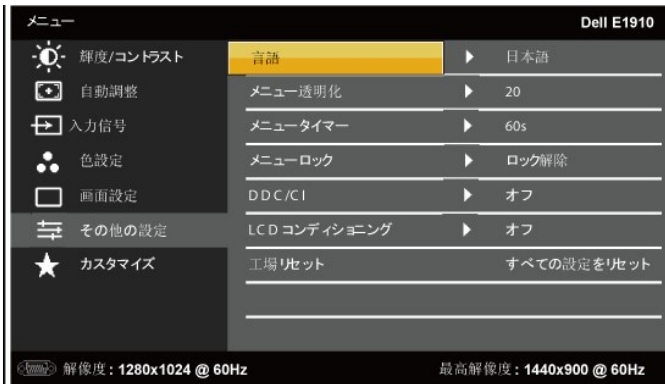 メニュー Dell E1910
輝度/コントラスト 言語 日本語
自動調整 メニュー透明化 20
入力信号 メニュータイマー 60s
色設定 メニューロック ロック解除
画面設定 DDC/CI オフ
その他の設定 LCD コンディショニング オフ
カスタマイズ 工場リセット すべての設定をリセット
解像度: 1280x1024 @ 60Hz 最高解像度: 1440x900 @ 60Hz